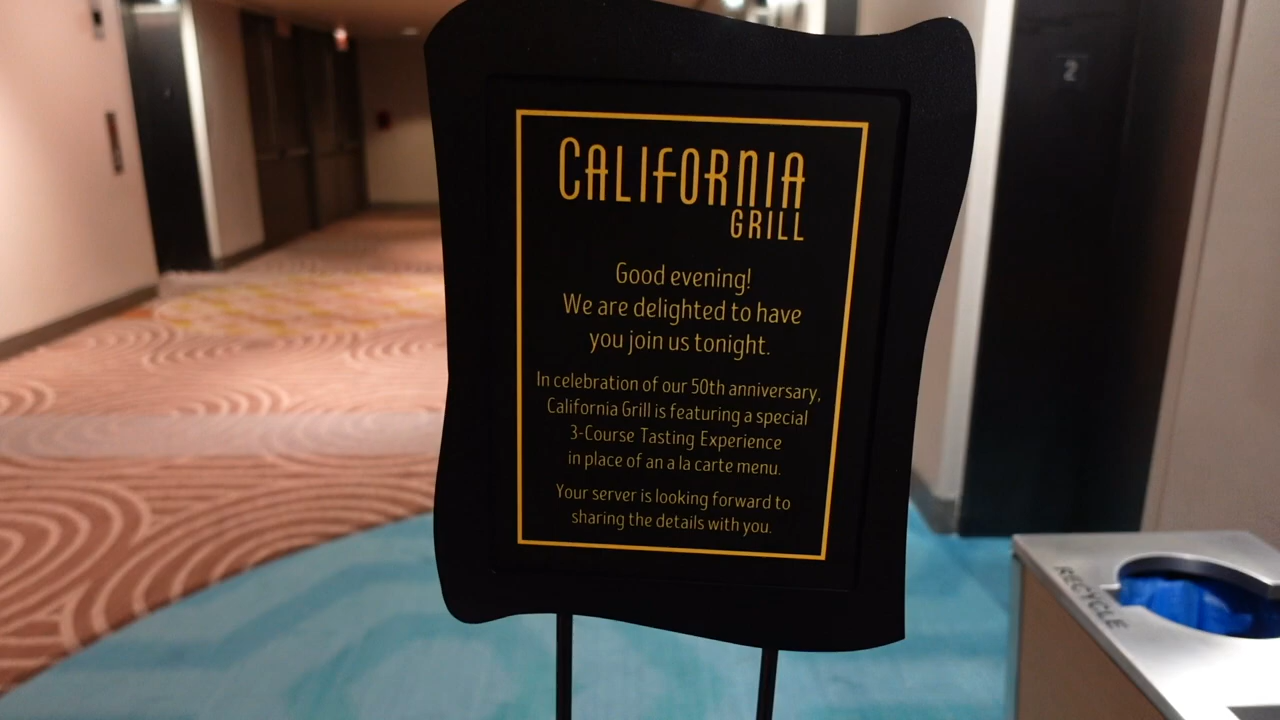 CALIFORNIA
GRILL
Good evening!
We are delighted to have
you join us tonight.
In celebration of our 50th anniversary,
California Grill is featuring a special
3-Course Tasting Experience
in place of an a la carte menu.
Your server is looking forward to
sharing the details with you.
2
RECYCLE